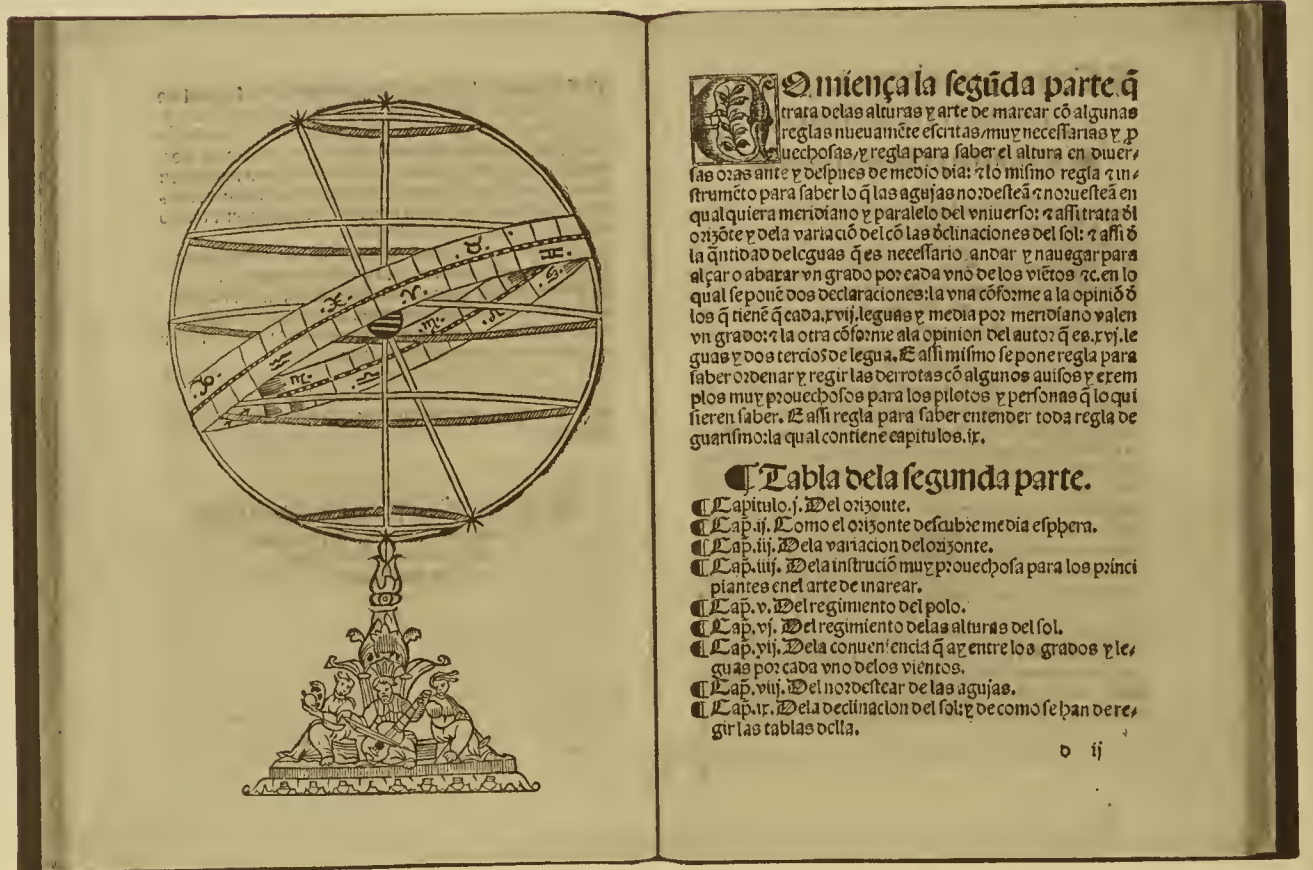 ♑ ♒ ♓ ♈ ♉ ♊ ♋ ♌ ♍ ♎ ♏ ♐
COmiença la segũda parte. q̃
trata delas alturas y arte de marear cõ algunas
reglas nueuamẽte escritas/muy necessarias y ꝓ
uechosas/y regla para saber el altura en diuer⸗
sas oras ante y despues de medio dia: ⁊ lo mismo regla ⁊ in⸗
strumẽto para saber lo q̃ las agujas nordesteã ⁊ noruesteã en
qualquiera meridiano y paralelo del vniuerso: ⁊ assi trata d̃l
orizõte y dela variaciõ del cõ las d̃clinaciones del sol: ⁊ assi d̃
la q̃ntidad de leguas q̃ es necessario andar y nauegar para
alçar o abaxar vn grado por cada vno de los viẽtos ⁊c. en lo
qual se ponẽ dos declaraciones: la vna cõforme a la opiniõ d̃
los q̃ tienẽ q̃ cada .xvij. leguas y media por meridiano valen
vn grado: ⁊ la otra cõforme ala opinion del autor q̃ es .xvj. le
guas y dos tercios de legua. E assi mismo se pone regla para
saber ordenar y regir las derrotas cõ algunos auisos y exem
plos muy prouechosos para los pilotos y personas q̃ lo qui
sieren saber. E assi regla para saber entender toda regla de
guarismo: la qual contiene capitulos .ix.
¶ Tabla dela segunda parte.
¶ Capitulo .j. Del orizonte.
¶ Cap. ij. Como el orizonte descubre media esphera.
¶ Cap. iij. Dela variacion del orizonte.
¶ Cap. iiij. Dela instruciõ muy prouechosa para los princi
piantes enel arte de marear.
¶ Cap̃. v. Del regimiento del polo.
¶ Cap̃. vj. Del regimiento delas alturas del sol.
¶ Cap̃. vij. Dela conueniencia q̃ ay entre los grados y le⸗
guas por cada vno delos vientos.
¶ Cap̃. viij. Del nordestear de las agujas.
¶ Cap̃. ix. Dela declinacion del sol: y de como se han de re⸗
gir las tablas della.
d ij